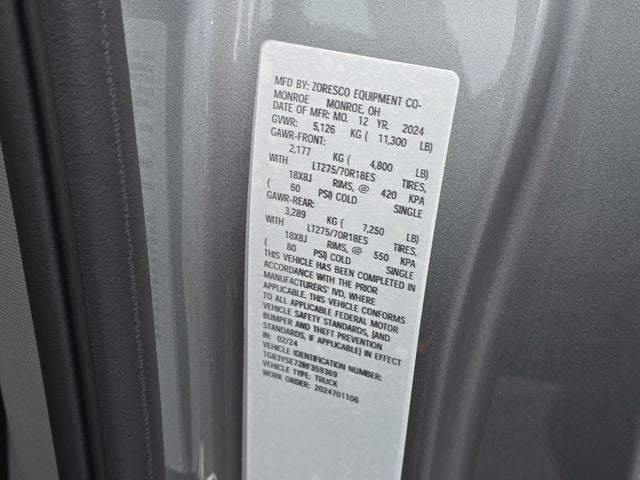 MFD BY: ZORESCO EQUIPMENT CO-
MONROE MONROE, OH
DATE OF MFR: MO. 12 YR. 2024
GVWR: 5,126 KG ( 11,300 LB)
GAWR-FRONT:
2,177 KG ( 4,800 LB)
WITH LT275/70R18ES TIRES,
18X8J RIMS, @ 420 KPA
( 60 PSI) COLD SINGLE
GAWR-REAR:
3,289 KG ( 7,250 LB)
WITH LT275/70R18ES TIRES,
18X8J RIMS, @ 550 KPA
( 80 PSI) COLD SINGLE
THIS VEHICLE HAS BEEN COMPLETED IN
ACCORDANCE WITH THE PRIOR
MANUFACTURERS' IVD, WHERE
APPLICABLE. THIS VEHICLE CONFORMS
TO ALL APPLICABLE FEDERAL MOTOR
VEHICLE SAFETY STANDARDS, [AND
BUMPER AND THEFT PREVENTION
STANDARDS, IF APPLICABLE] IN EFFECT
IN: 02/24
VEHICLE IDENTIFICATION NUMBER:
1GB3YSE72RF359369
VEHICLE TYPE: TRUCK
WORK ORDER: 2024701106